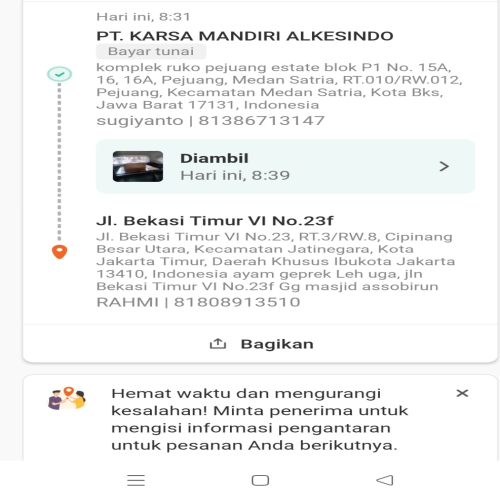 Hari ini, 8:31
PT. KARSA MANDIRI ALKESINDO
Bayar tunai
komplek ruko pejuang estate blok P1 No. 15A,
16, 16A, Pejuang, Medan Satria, RT.010/RW.012,
Pejuang, Kecamatan Medan Satria, Kota Bks,
Jawa Barat 17131, Indonesia
sugiyanto | 81386713147
Diambil
Hari ini, 8:39
Jl. Bekasi Timur VI No.23f
Jl. Bekasi Timur VI No.23, RT.3/RW.8, Cipinang
Besar Utara, Kecamatan Jatinegara, Kota
Jakarta Timur, Daerah Khusus Ibukota Jakarta
13410, Indonesia ayam geprek Leh uga, jln
Bekasi Timur VI No.23f Gg masjid assobirun
RAHMI | 81808913510
Bagikan
Hemat waktu dan mengurangi
kesalahan! Minta penerima untuk
mengisi informasi pengantaran
untuk pesanan Anda berikutnya.